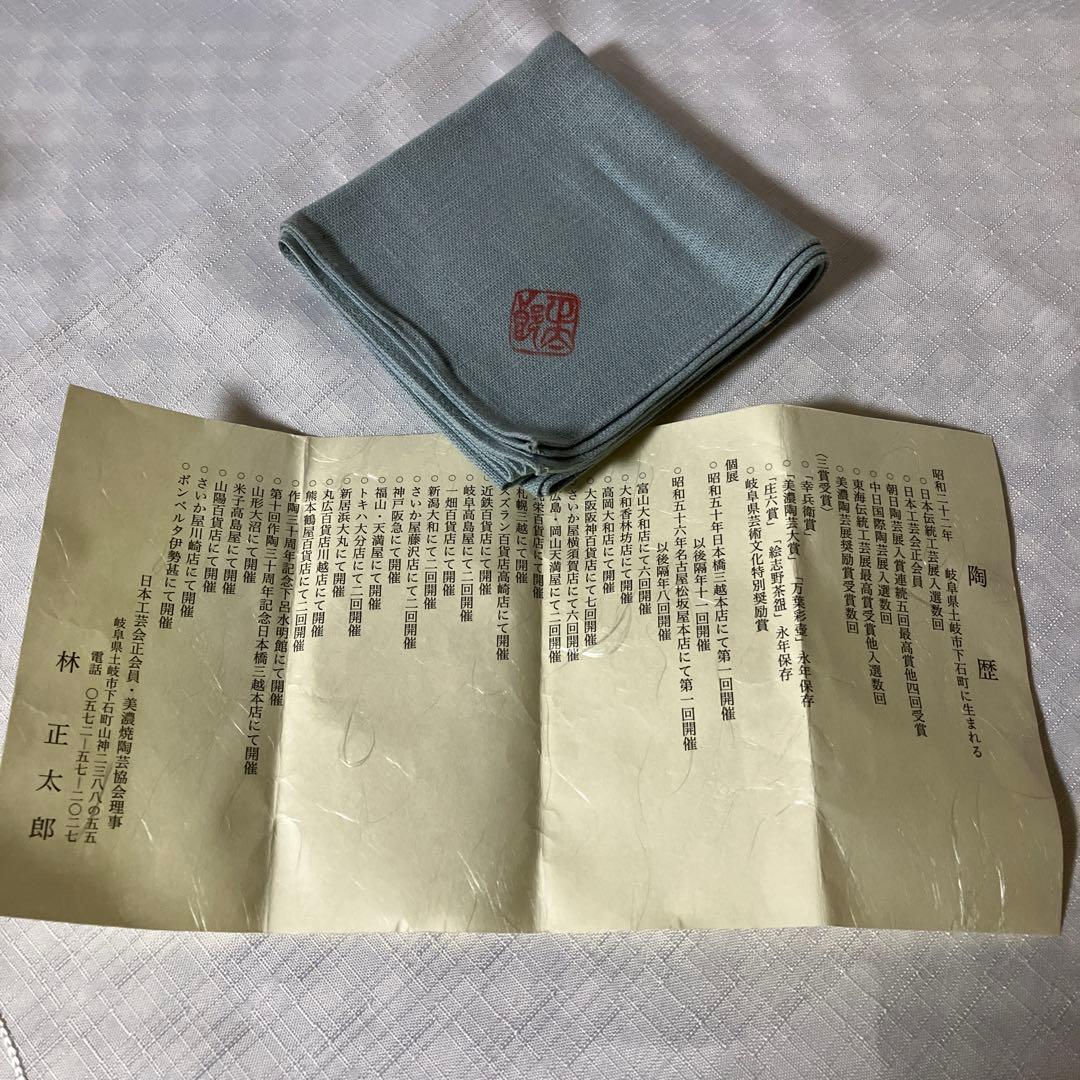 陶歴
昭和二十二年　岐阜県土岐市下石町に生まれる
○日本伝統工芸展入選数回
○日本工芸会正会員
○朝日陶芸展入賞連続五回最高賞他四回受賞
○中日国際陶芸展入選数回
○東海伝統工芸展最高賞受賞他入選数回
○美濃陶芸展奨励賞受賞数回
（三賞受賞）
○「幸兵衛賞」
○「美濃陶芸大賞」「万葉彩壷」永年保存
○「庄六賞」「絵志野茶盌」永年保存
○岐阜県芸術文化特別奨励賞
個展
○昭和五十年日本橋三越本店にて第一回開催
以後隔年十一回開催
○昭和五十六年名古屋松坂屋本店にて第一回開催
以後隔年八回開催
○富山大和店にて六回開催
○大和香林坊店にて開催
○高岡大和店にて開催
○大阪阪神百貨店にて七回開催
さいか屋横須賀店にて六回開催
広島・岡山天満屋にて二回開催
栄百貨店にて開催
札幌三越にて開催
スズラン百貨店高崎店にて開催
近鉄百貨店にて開催
○岐阜高島屋にて二回開催
○一畑百貨店にて開催
○新潟大和にて二回開催
○さいか屋藤沢店にて二回開催
○神戸阪急にて開催
○福山・天満屋にて開催
○トキハ大分店にて二回開催
○新居浜大丸にて開催
○丸広百貨店川越店にて開催
○熊本鶴屋百貨店にて二回開催
○作陶三十周年記念下呂水明館にて開催
○第十回作陶三十周年記念日本橋三越本店にて開催
○山形大沼にて開催
○米子高島屋にて開催
○山陽百貨店にて開催
○さいか屋川崎店にて開催
○ボンベルタ伊勢甚にて開催
日本工芸会正会員・美濃焼陶芸協会理事
岐阜県土岐市下石町山神二三八八の五五
電話　〇五七二―五七―二〇二七
林正太郎